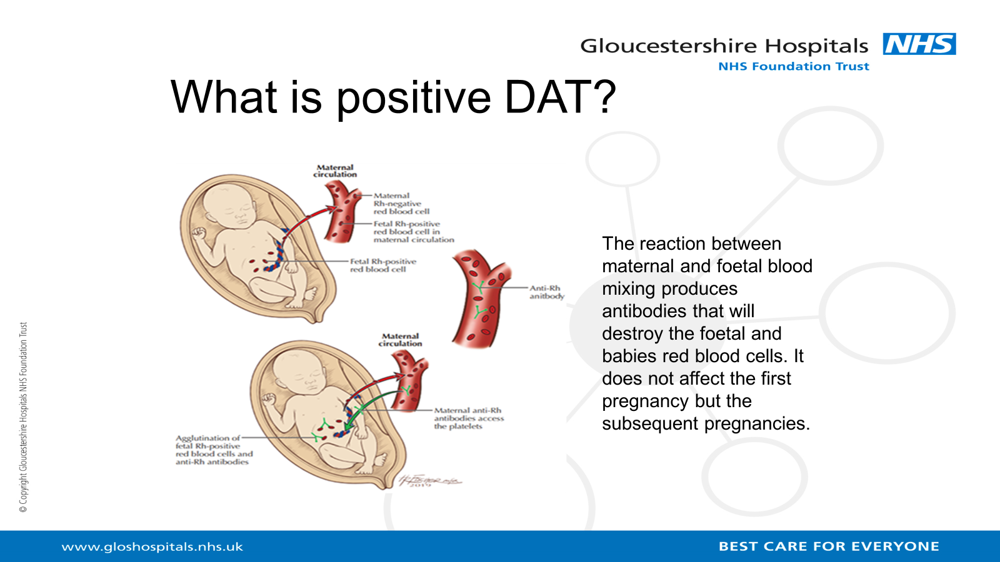 Gloucestershire Hospitals NHS
NHS Foundation Trust
What is positive DAT?
Maternal
circulation
Maternal
Rh-negative
red blood cell
Fetal Rh-positive
red blood cell in
maternal circulation
Fetal Rh-positive
red blood cell
Anti-Rh
anitbody
Maternal
circulation
Maternal anti-Rh
antibodies access
the platelets
Agglutination of
fetal Rh-positive
red blood cells and
anti-Rh antibodies
2019
The reaction between
maternal and foetal blood
mixing produces
antibodies that will
destroy the foetal and
babies red blood cells. It
does not affect the first
pregnancy but the
subsequent pregnancies.
© Copyright Gloucestershire Hospitals NHS Foundation Trust
www.gloshospitals.nhs.uk
BEST CARE FOR EVERYONE